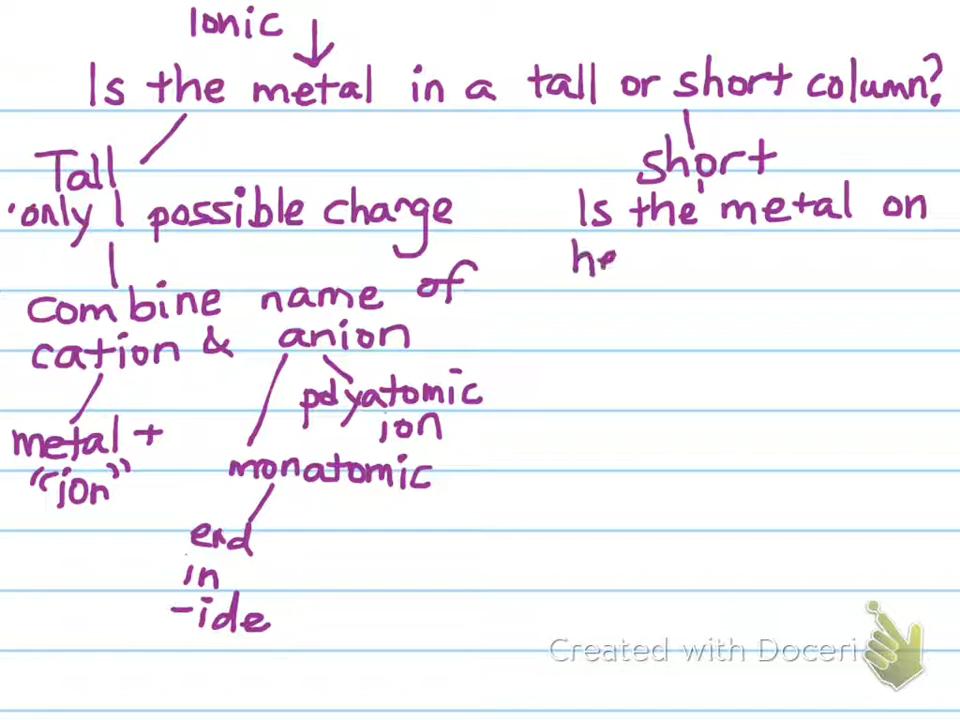 Ionic
Is the metal in a tall or short column?
Tall
only 1 possible charge
combine name of
cation & anion
metal +
"ion"
polyatomic
ion
monatomic
end
in
-ide
short
Is the metal on
he
Created with Doceri